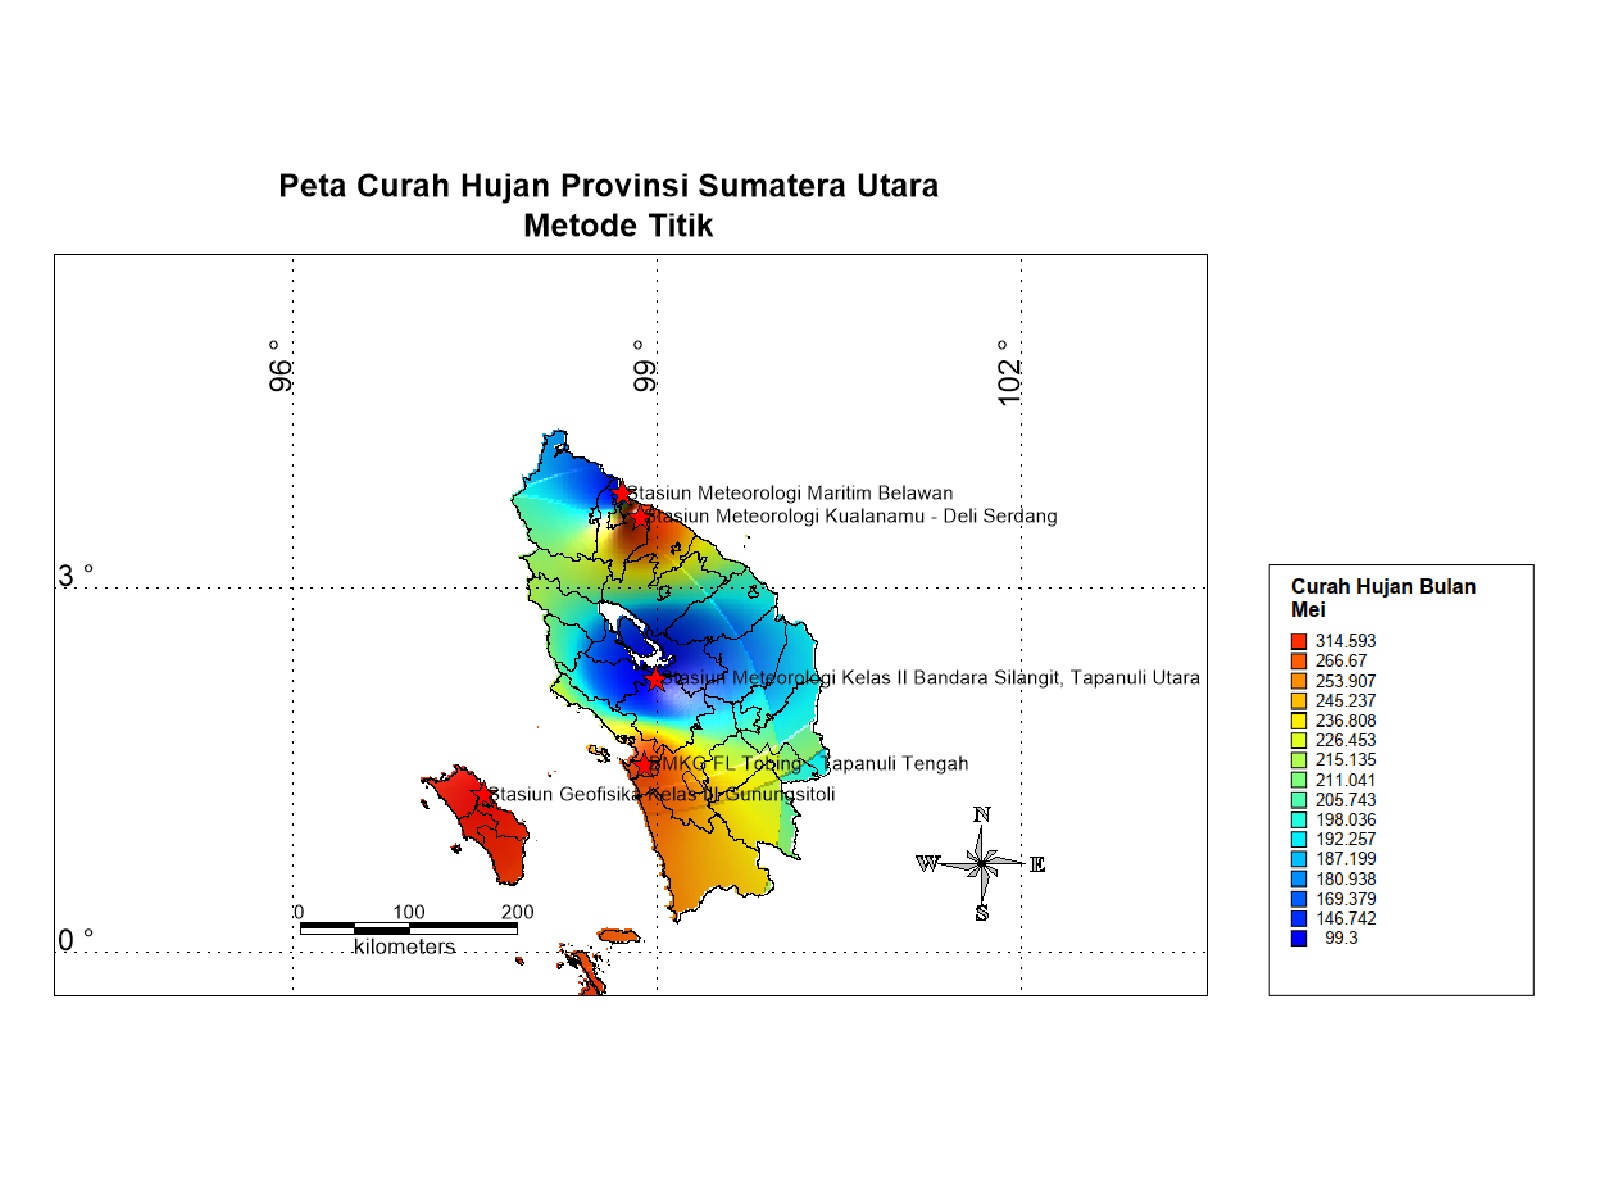 Peta Curah Hujan Provinsi Sumatera Utara
Metode Titik
96 °
99 °
102 °
Stasiun Meteorologi Maritim Belawan
Stasiun Meteorologi Kualanamu - Deli Serdang
3 °
Stasiun Meteorologi Kelas II Bandara Silangit, Tapanuli Utara
BMKG FL Tobing - Tapanuli Tengah
Stasiun Geofisika Kelas III Gunungsitoli
N
W
E
S
0 100 200
kilometers
0 °
Curah Hujan Bulan
Mei
314.593
266.67
253.907
245.237
236.808
226.453
215.135
211.041
205.743
198.036
192.257
187.199
180.938
169.379
146.742
99.3